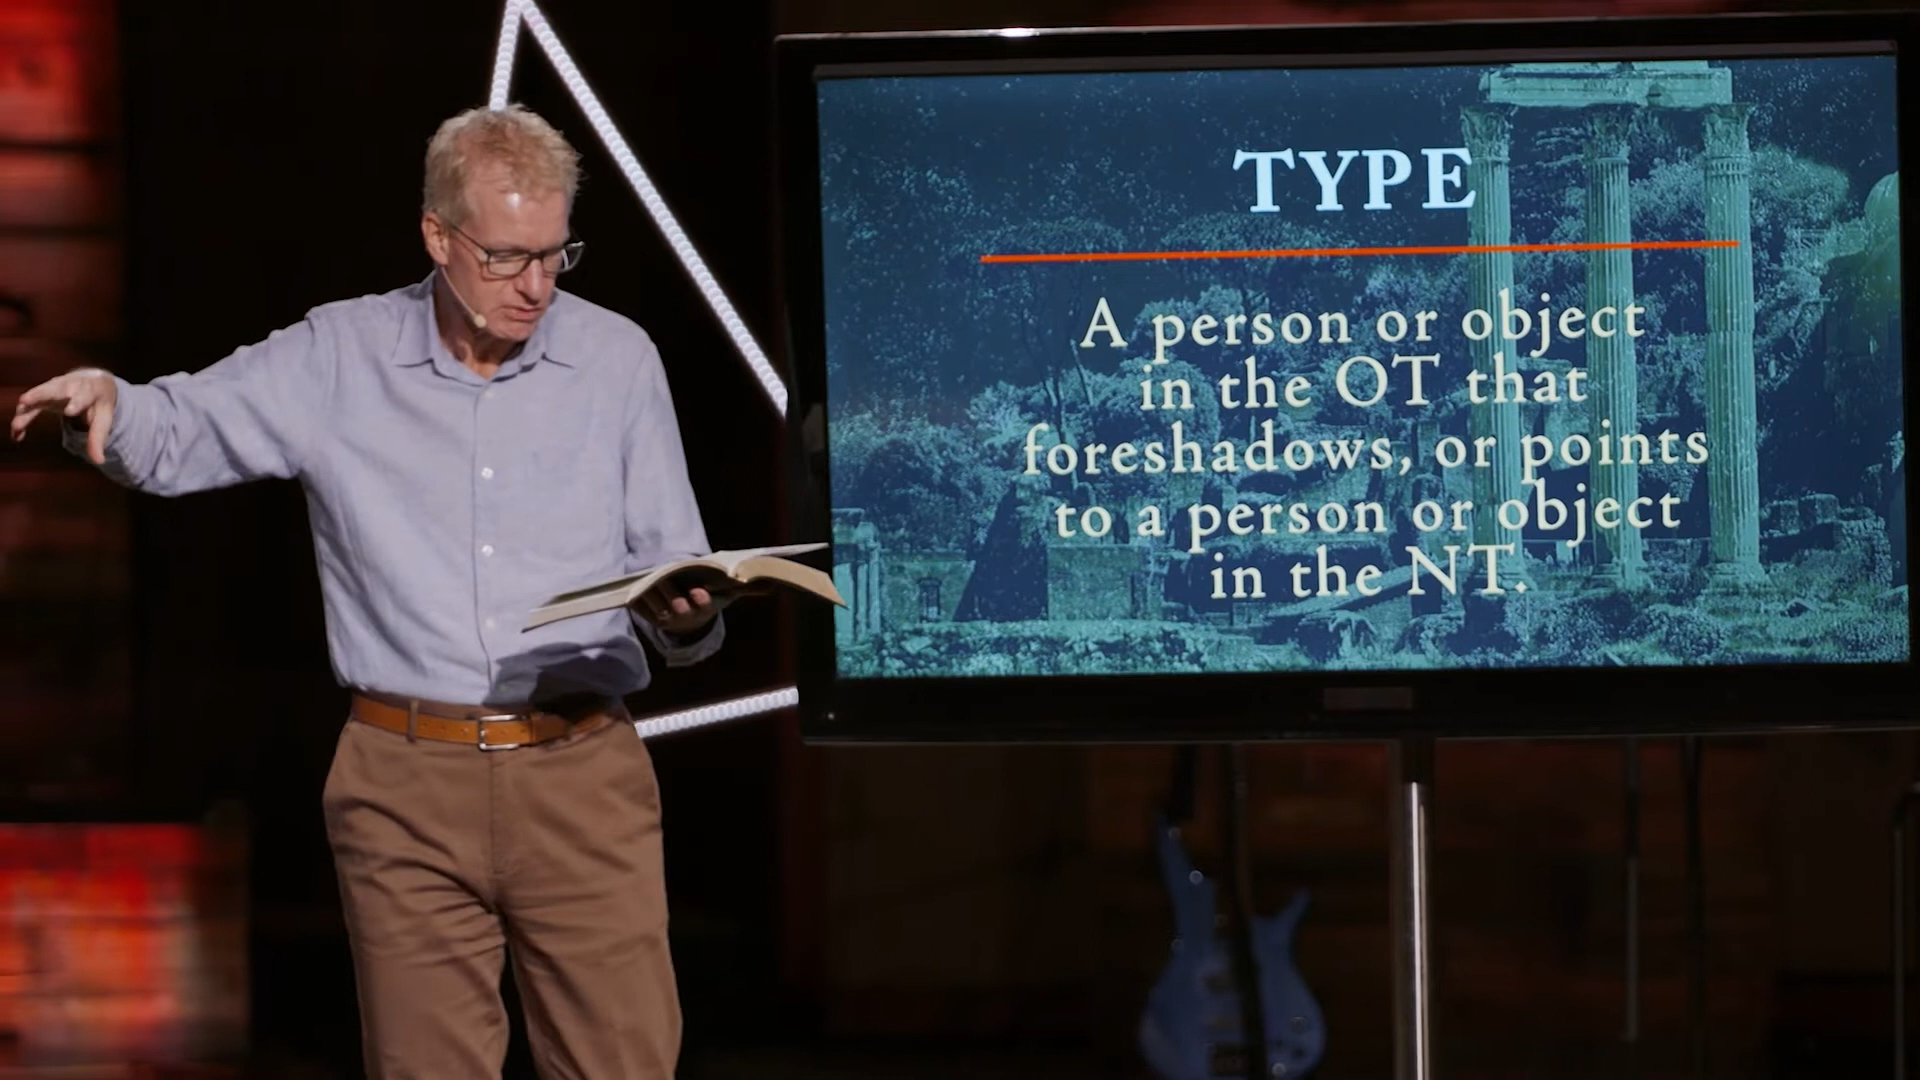 TYPE
A person or object
in the OT that
foreshadows, or points
to a person or object
in the NT.